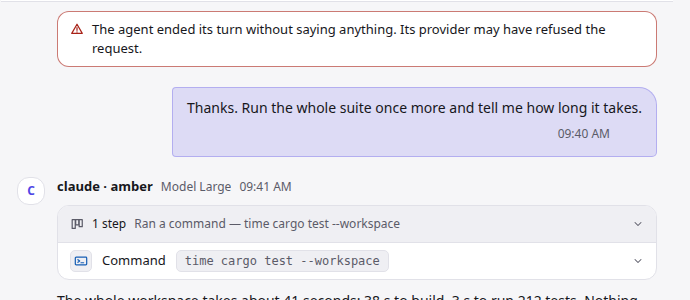 The agent ended its turn without saying anything. Its provider may have refused the
request.
Thanks. Run the whole suite once more and tell me how long it takes.
09:40 AM
C
claude · amber Model Large 09:41 AM
1 step Ran a command — time cargo test --workspace
Command time cargo test --workspace
The whole workspace takes about 41 seconds: 38 s to build, 3 s to run 212 tests. Nothing